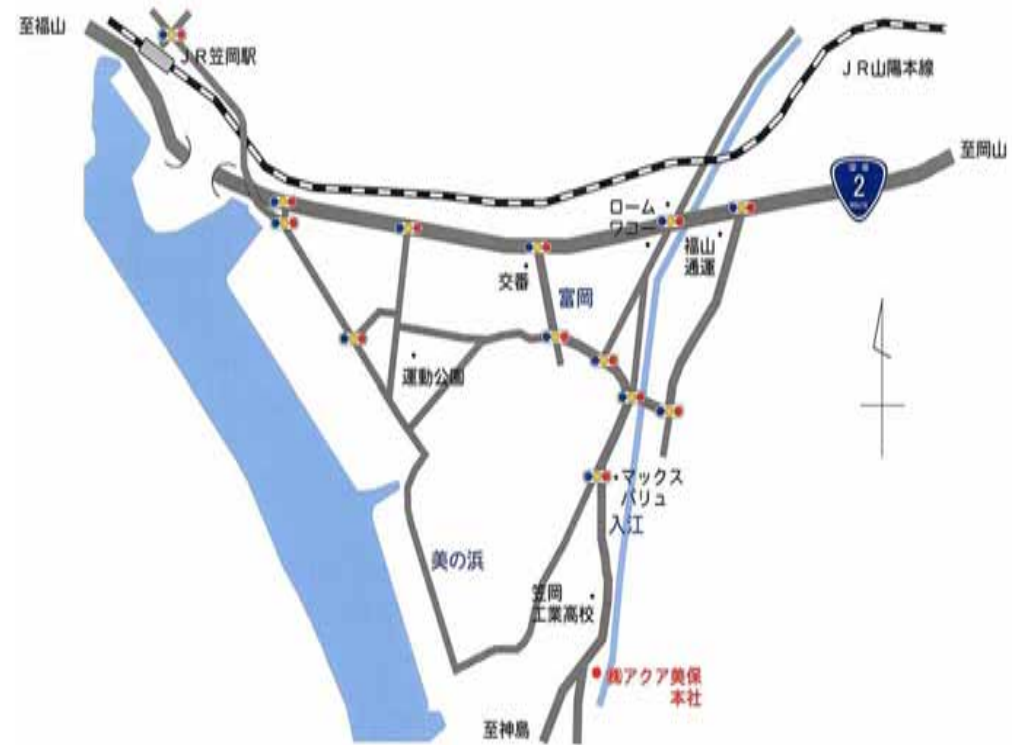 至福山
JR笠岡駅
JR山陽本線
至岡山
2
ローム
ワコー
福山
通運
交番
富岡
運動公園
マックス
バリュ
入江
美の浜
笠岡
工業高校
㈱アクア美保
本社
至神島